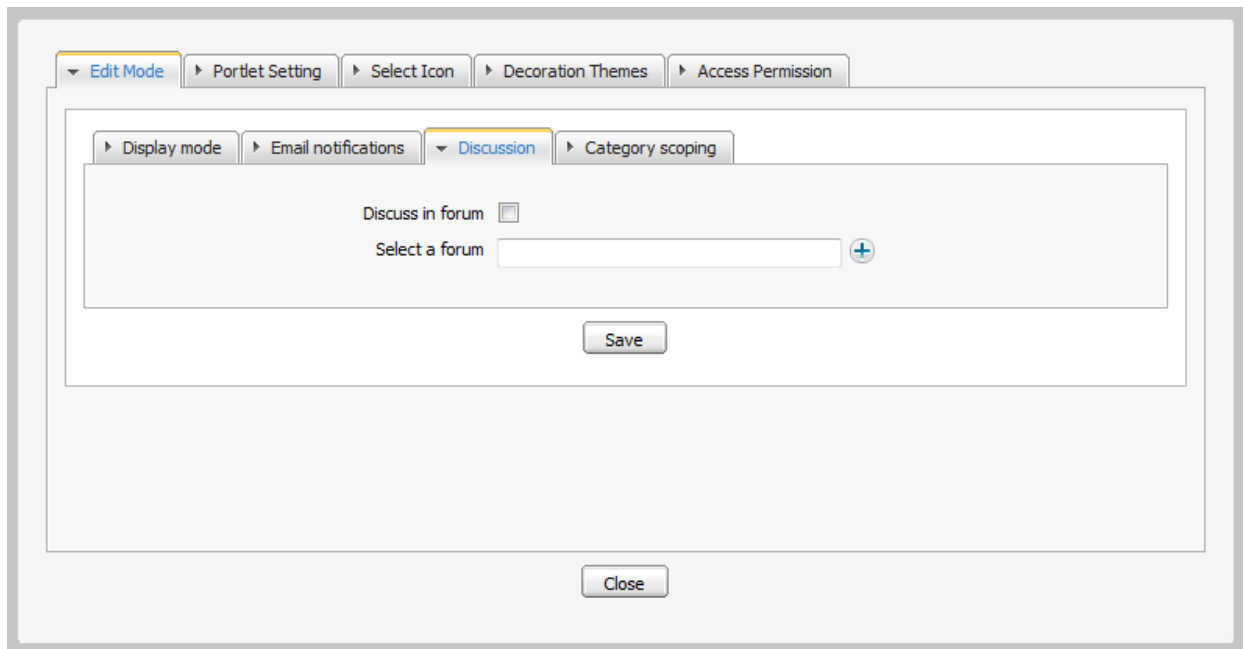 Edit Mode Portlet Setting Select Icon Decoration Themes Access Permission
Display mode Email notifications Discussion Category scoping
Discuss in forum
Select a forum
Save
Close